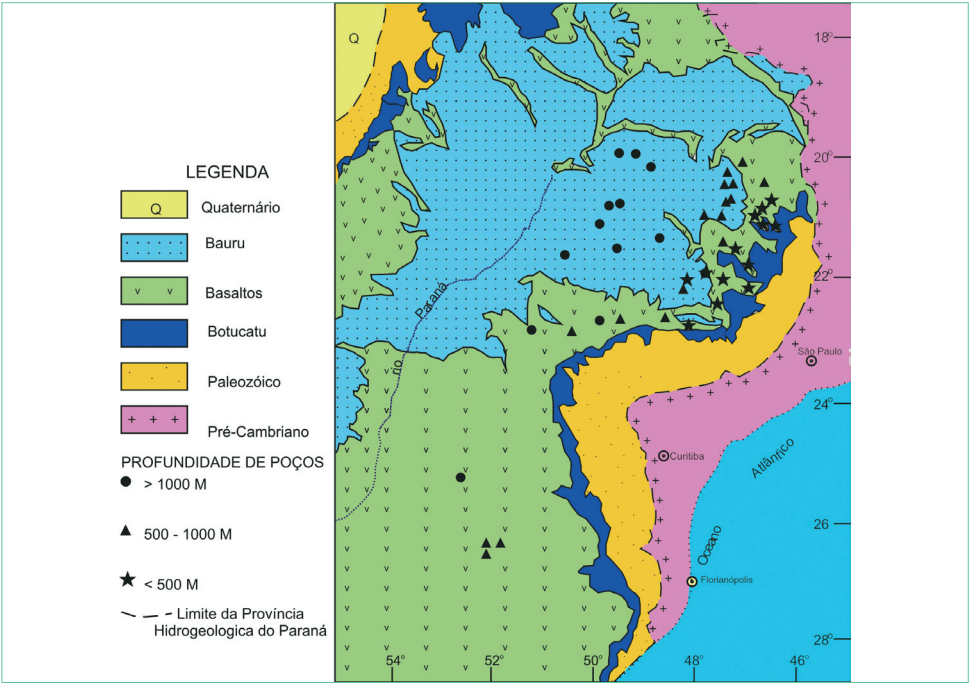 LEGENDA
Q Quaternário
Bauru
Basaltos
Botucatu
Paleozóico
Pré-Cambriano
PROFUNDIDADE DE POÇOS
> 1000 M
500 - 1000 M
< 500 M
Limite da Província
Hidrogeologica do Paraná
Q
rio Paraná
São Paulo
Curitiba
Florianópolis
Oceano Atlântico
18°
20°
22°
24°
26
28°
54°
52°
50°
48°
46°